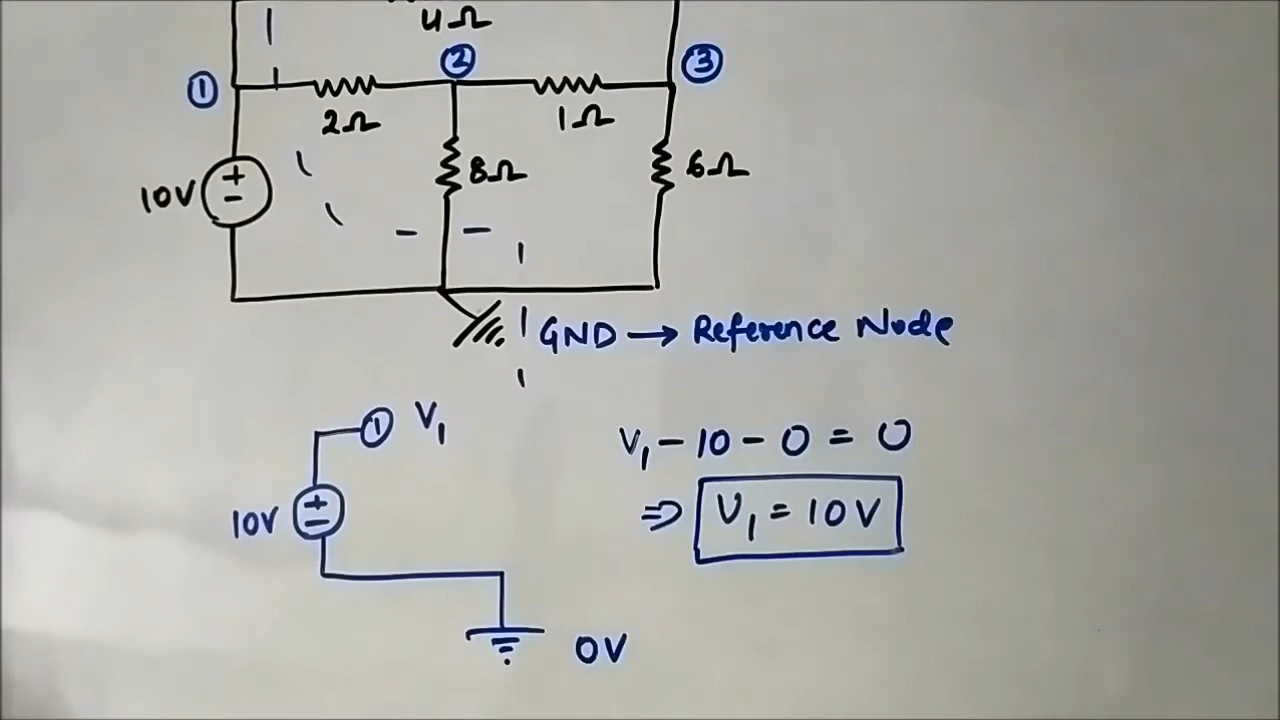 4Ω
① ② ③
2Ω 1Ω
10V + - 8Ω 6Ω
GND → Reference Node
① V₁ V₁ - 10 - 0 = 0
10V + - ⇒ V₁ = 10V
0V